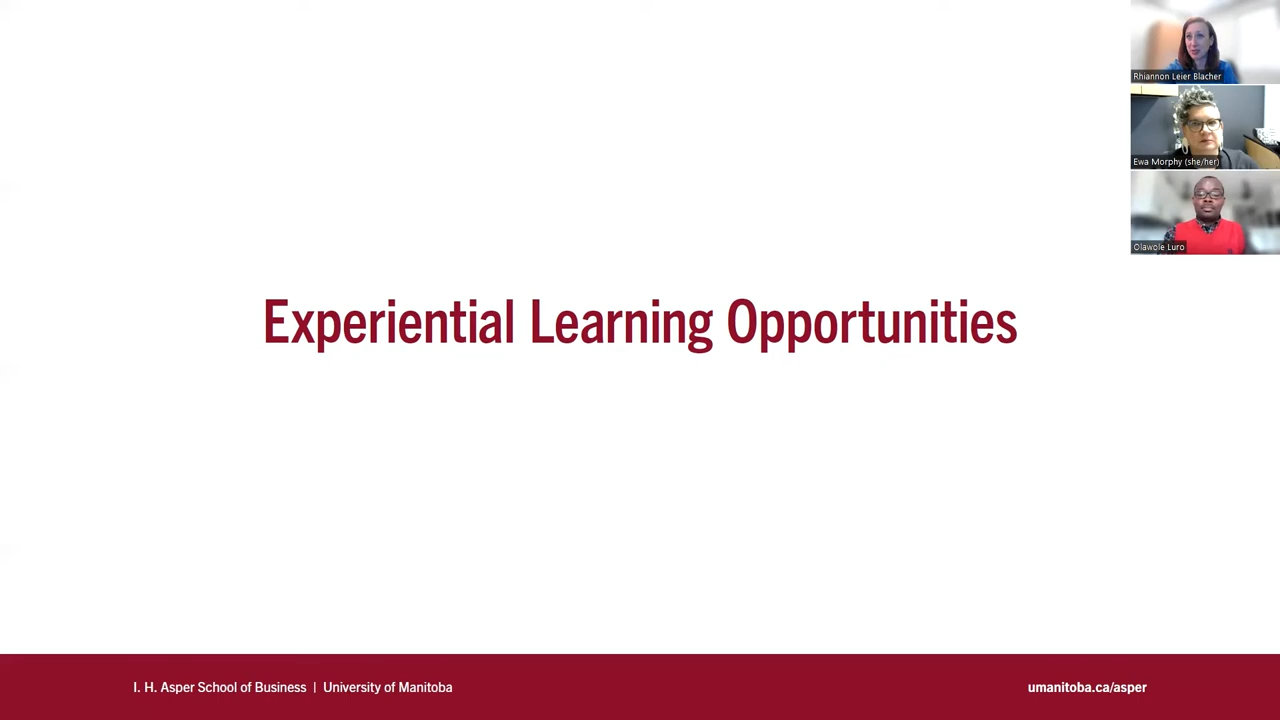 Rhiannon Leier Blacher
Ewa Morphy (she/her)
Olawole Luro
Experiential Learning Opportunities
I. H. Asper School of Business | University of Manitoba
umanitoba.ca/asper